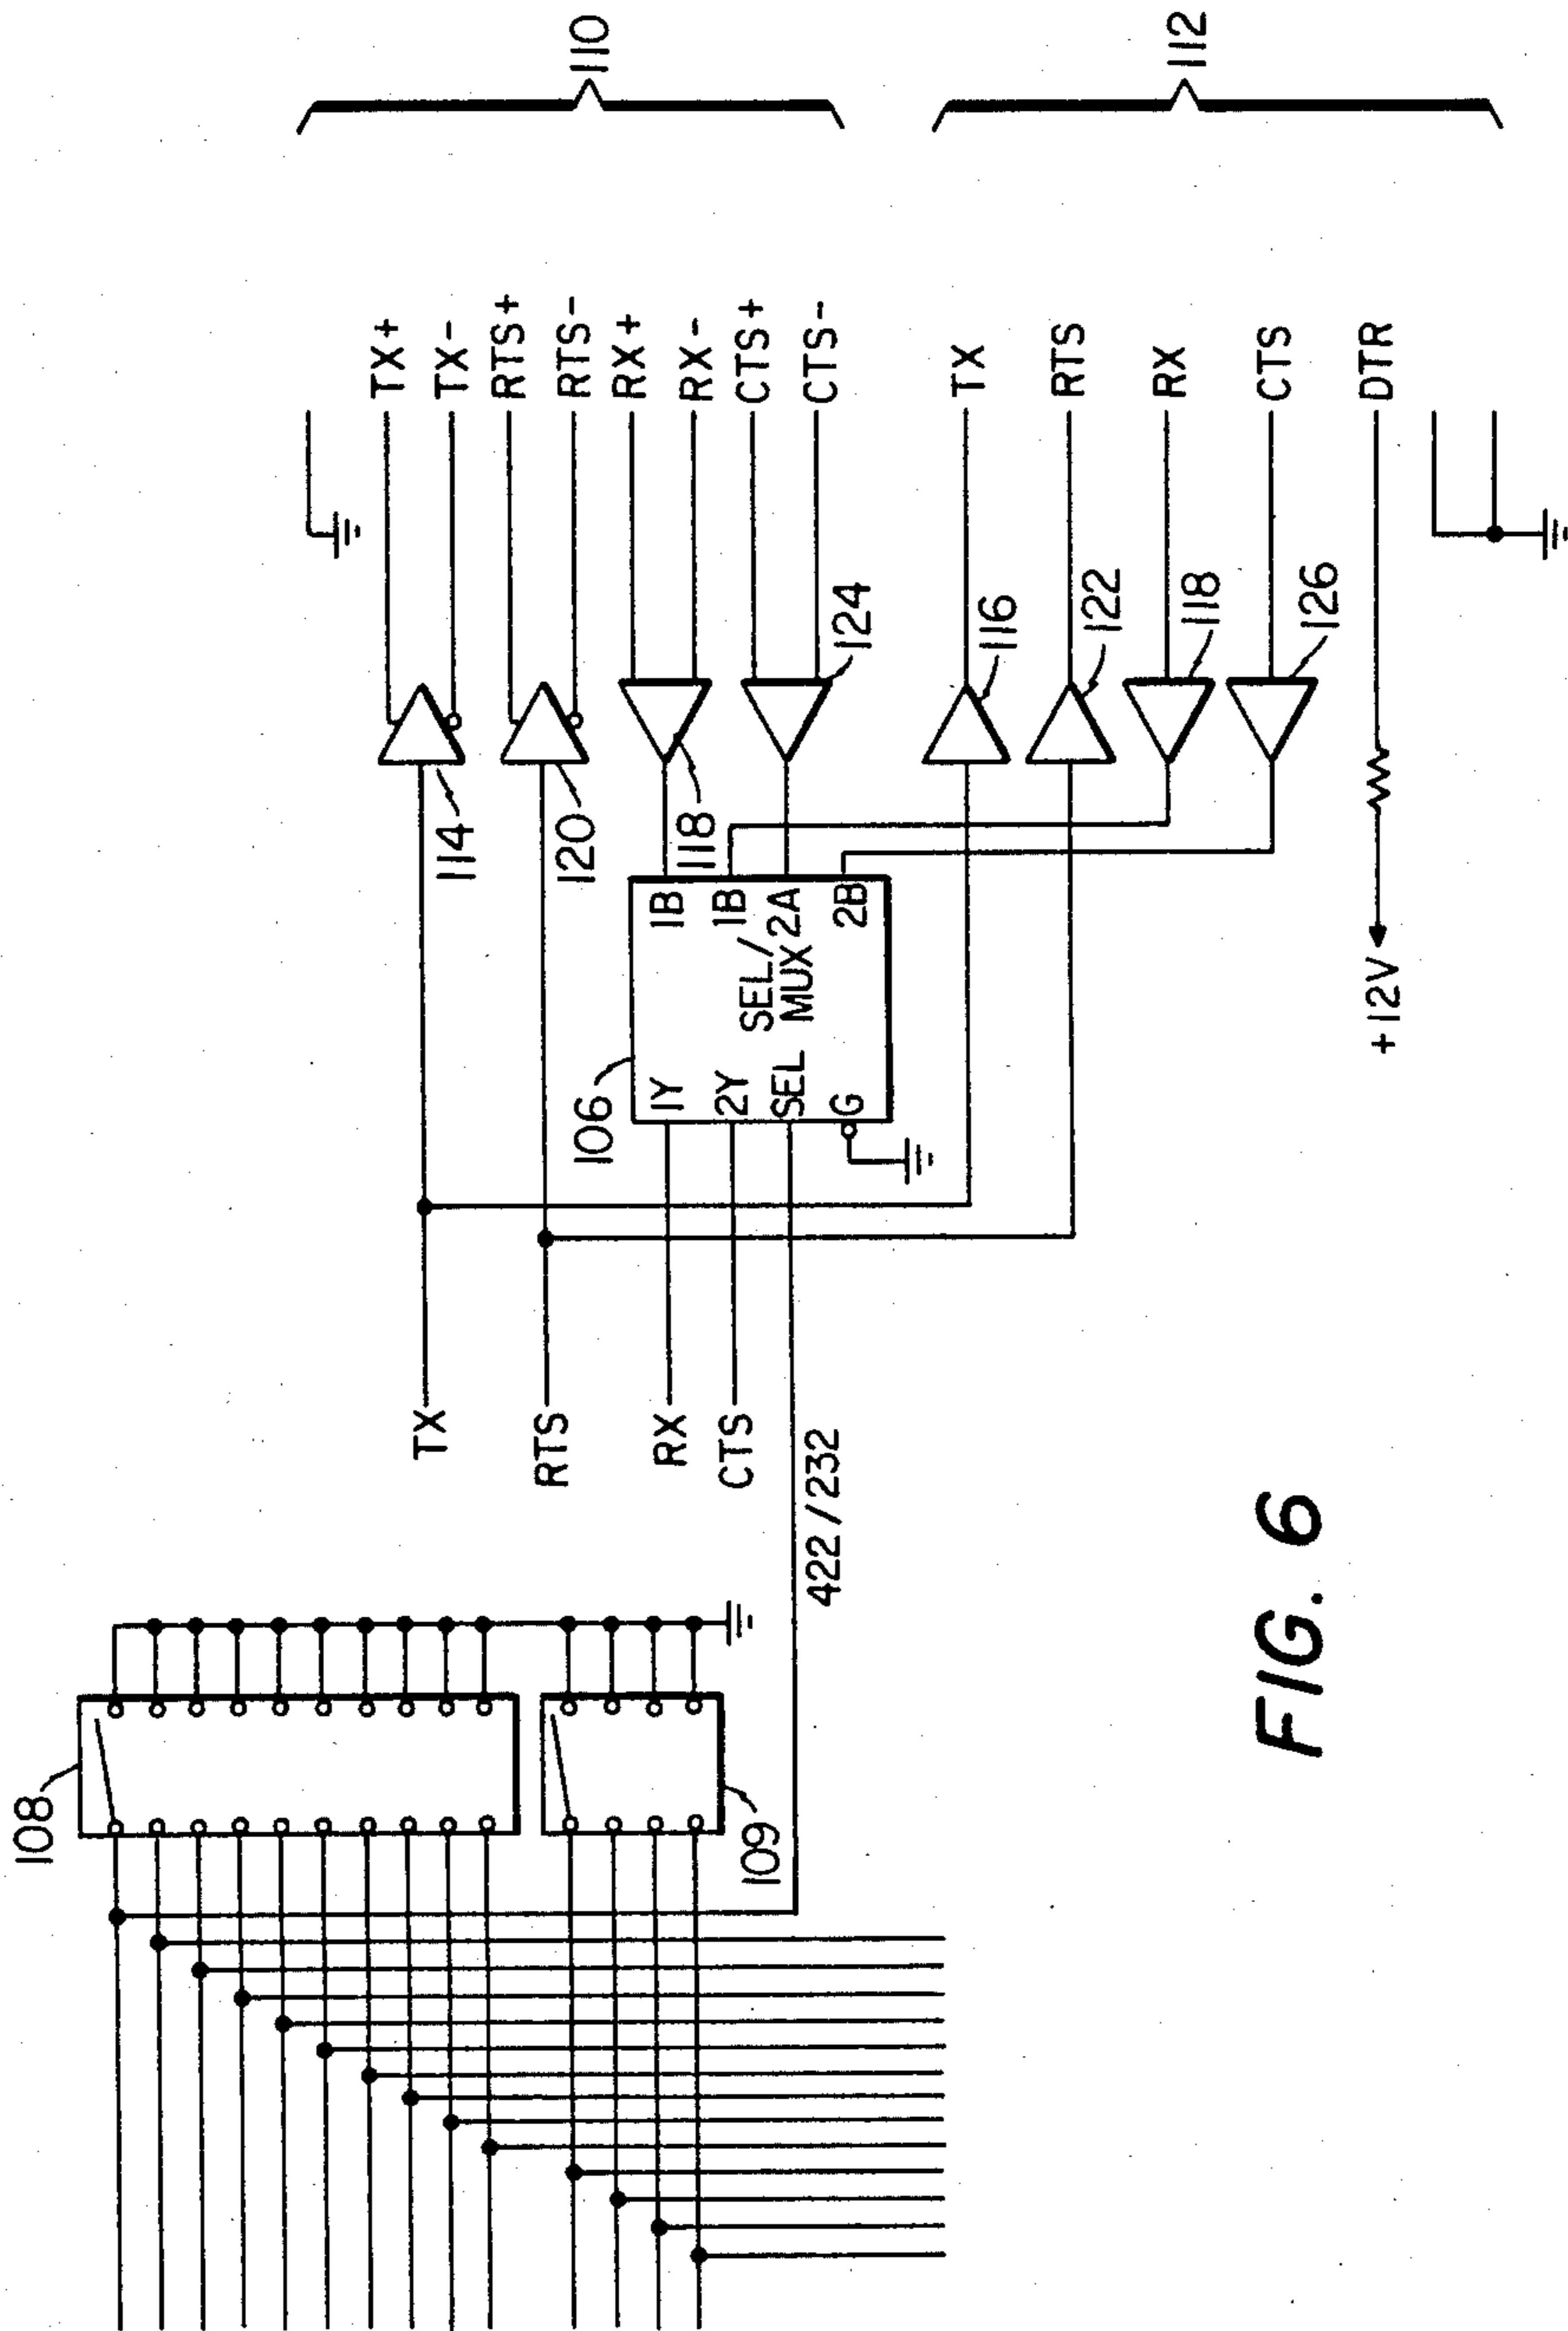 108
109
422/232
TX
RTS
RX
CTS
106
1Y
2Y
SEL
G
SEL/
MUX
1B
1B
2A
2B
114
120
118
124
116
122
118
126
+12V
TX+
TX-
RTS+
RTS-
RX+
RX-
CTS+
CTS-
TX
RTS
RX
CTS
DTR
110
112
FIG. 6